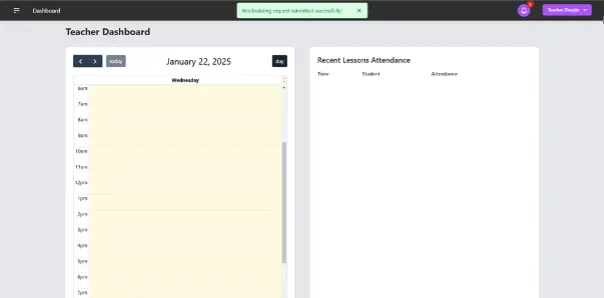 Dashboard
Rescheduling request submitted successfully.
Teacher
Teacher Dashboard
today
January 22, 2025
day
Wednesday
6am
7am
8am
9am
10am
11am
12pm
1pm
2pm
3pm
4pm
5pm
6pm
7pm
Recent Lessons Attendance
Time
Student
Attendance